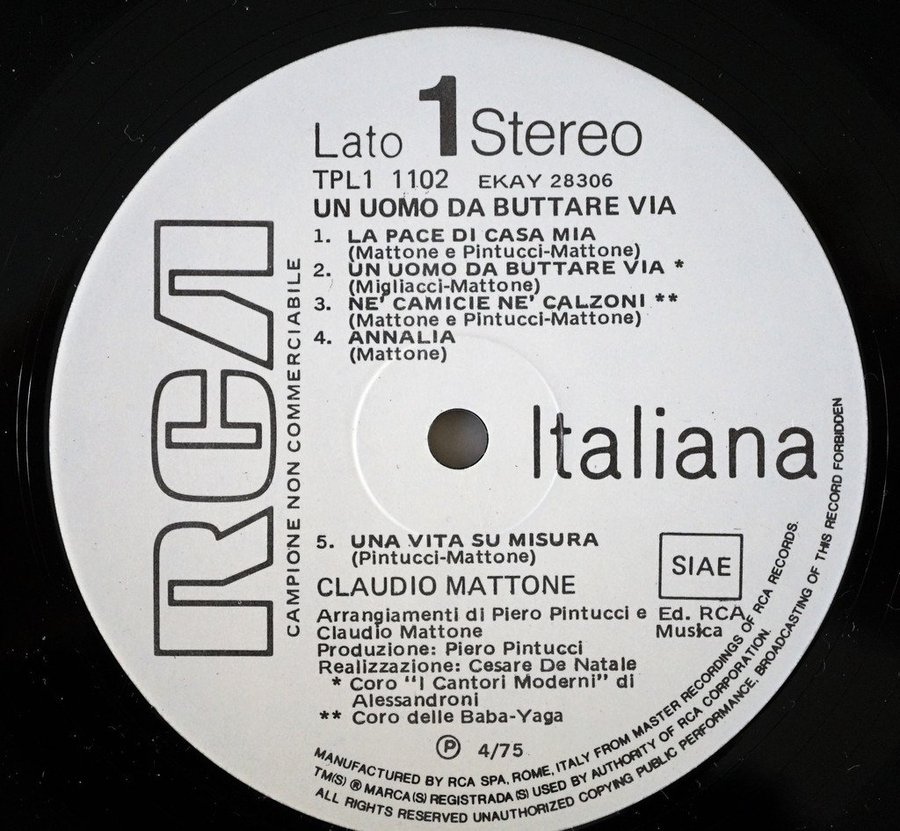 Lato 1 Stereo
TPL1 1102 EKAY 28306
UN UOMO DA BUTTARE VIA
1. LA PACE DI CASA MIA
(Mattone e Pintucci-Mattone)
2. UN UOMO DA BUTTARE VIA *
(Migliacci-Mattone)
3. NE' CAMICIE NE' CALZONI **
(Mattone e Pintucci-Mattone)
4. ANNALIA
(Mattone)
RCA
CAMPIONE NON COMMERCIABILE
Italiana
5. UNA VITA SU MISURA
(Pintucci-Mattone)
SIAE
CLAUDIO MATTONE
Arrangiamenti di Piero Pintucci e
Claudio Mattone
Ed. RCA
Musica
Produzione: Piero Pintucci
Realizzazione: Cesare De Natale
* Coro "I Cantori Moderni" di
Alessandroni
** Coro delle Baba-Yaga
Ⓟ 4/75
MANUFACTURED BY RCA SPA, ROME, ITALY FROM MASTER RECORDINGS OF RCA RECORDS.
TM(S) ® MARCA(S) REGISTRADA(S) USED BY AUTHORITY OF RCA CORPORATION.
ALL RIGHTS RESERVED UNAUTHORIZED COPYING PUBLIC PERFORMANCE, BROADCASTING OF THIS RECORD FORBIDDEN